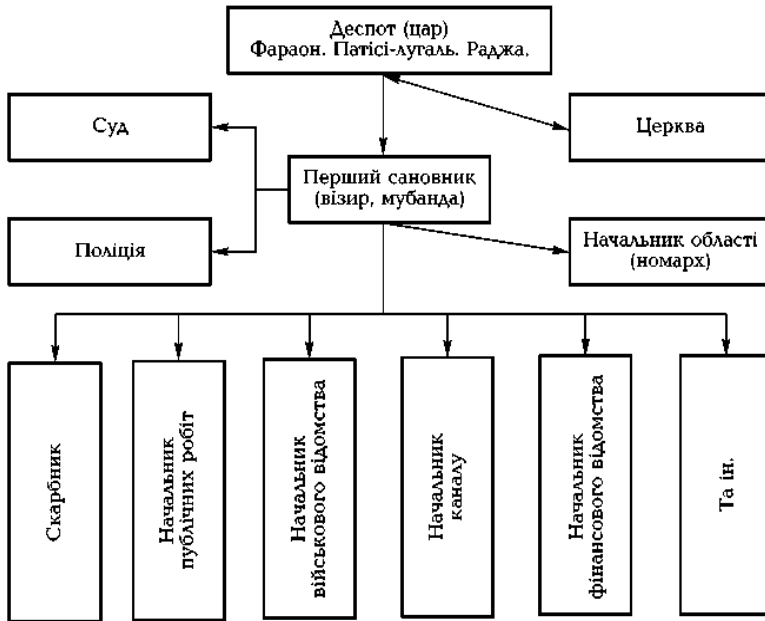 Деспот (цар)
Фараон. Патісі-лугаль. Раджа.
Суд
Церква
Перший сановник
(візир, мубанда)
Поліція
Начальник області
(номарх)
Скарбник
Начальник
публічних робіт
Начальник
військового відомства
Начальник
каналу
Начальник
фінансового відомства
Та ін.